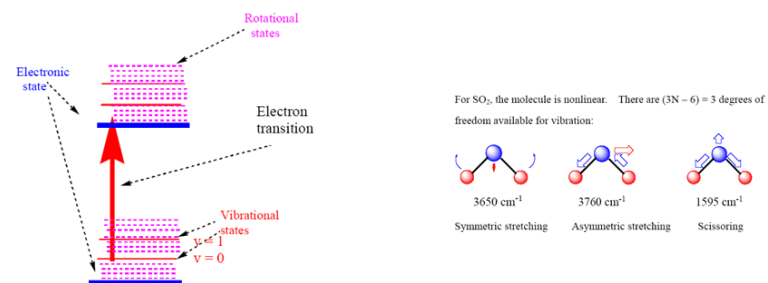 Rotational
states
Electronic
state
Electron
transition
Vibrational
states
v = 1
v = 0
For SO₂, the molecule is nonlinear. There are (3N – 6) = 3 degrees of
freedom available for vibration:
3650 cm⁻¹ 3760 cm⁻¹ 1595 cm⁻¹
Symmetric stretching Asymmetric stretching Scissoring